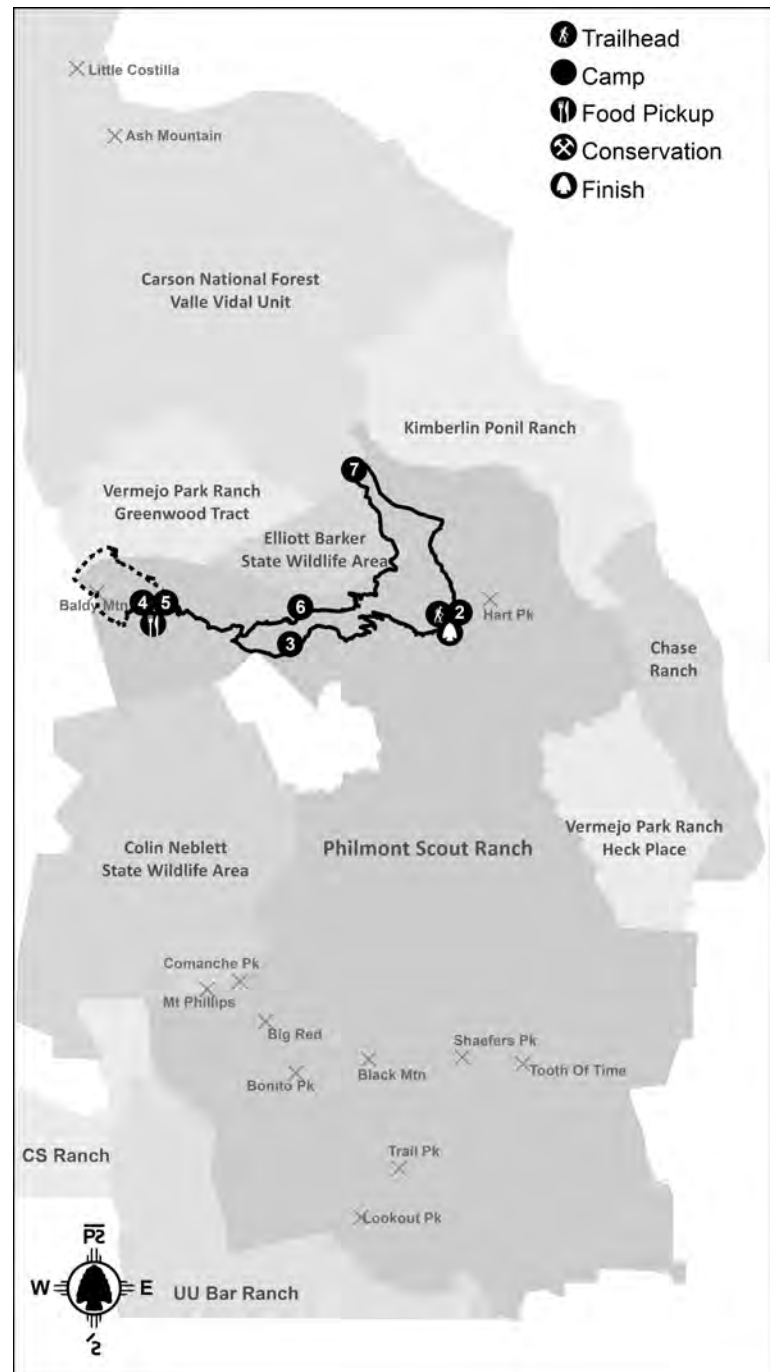 Trailhead
Camp
Food Pickup
Conservation
Finish
Little Costilla
Ash Mountain
Carson National Forest
Valle Vidal Unit
Kimberlin Ponil Ranch
7
Vermejo Park Ranch
Greenwood Tract
Elliott Barker
State Wildlife Area
Baldy Mtn
4
5
6
2
Hart Pk
3
Chase
Ranch
Colin Neblett
State Wildlife Area
Philmont Scout Ranch
Vermejo Park Ranch
Heck Place
Comanche Pk
Mt Phillips
Big Red
Bonito Pk
Black Mtn
Shaefers Pk
Tooth Of Time
CS Ranch
Trail Pk
Lookout Pk
W
E
UU Bar Ranch